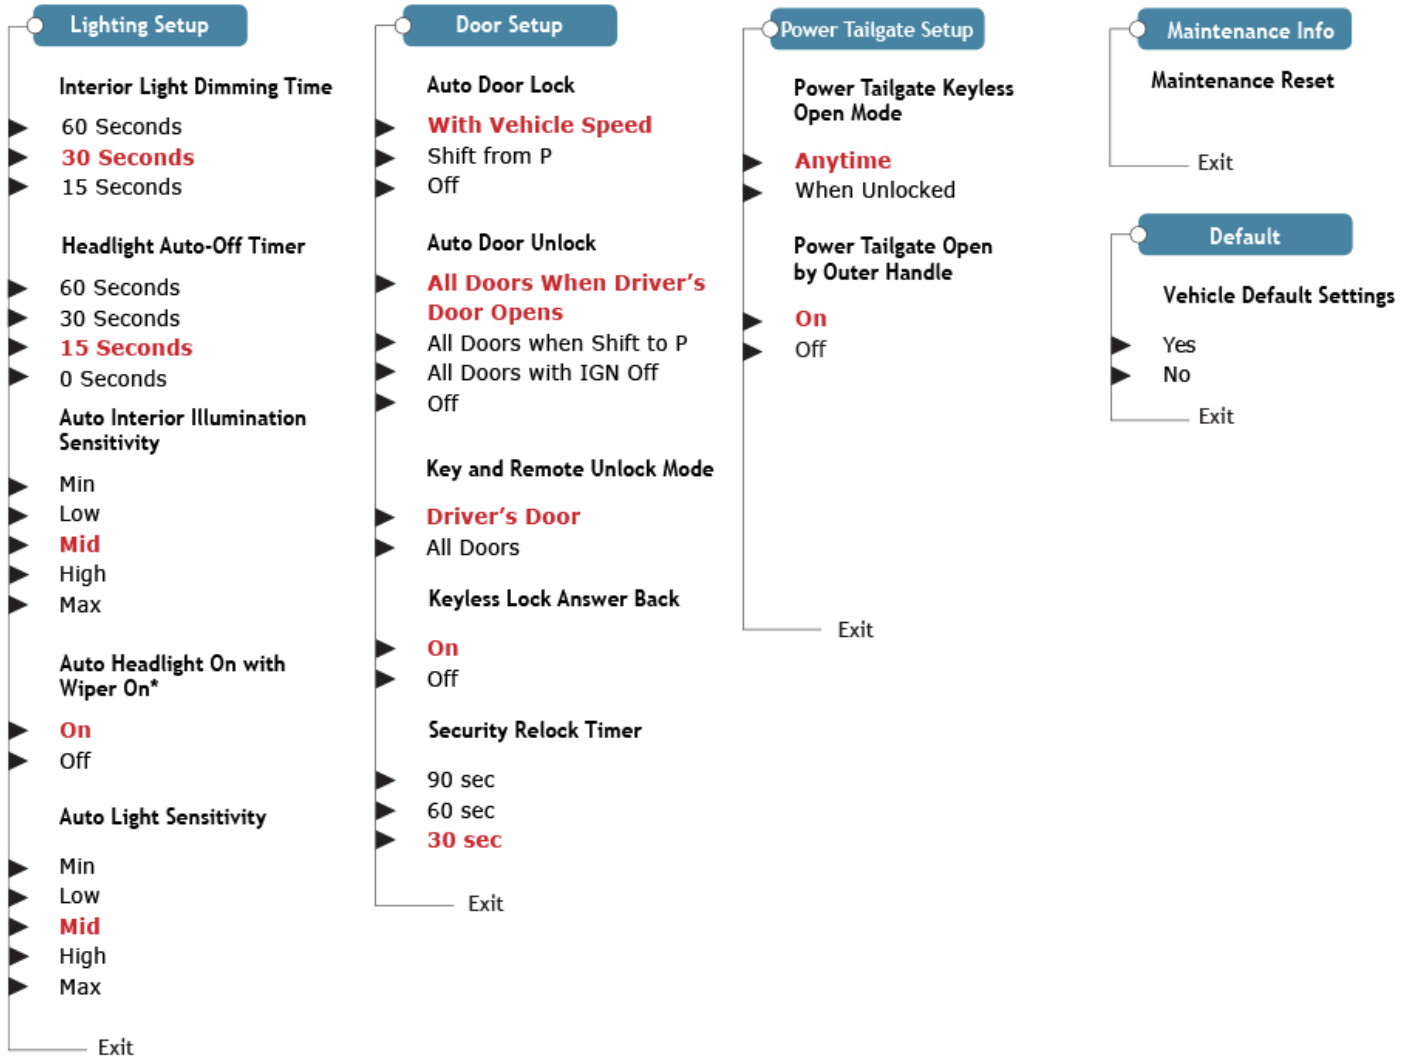 Lighting Setup
Interior Light Dimming Time
60 Seconds
30 Seconds
15 Seconds
Headlight Auto-Off Timer
60 Seconds
30 Seconds
15 Seconds
0 Seconds
Auto Interior Illumination
Sensitivity
Min
Low
Mid
High
Max
Auto Headlight On with
Wiper On*
On
Off
Auto Light Sensitivity
Min
Low
Mid
High
Max
Exit
Door Setup
Auto Door Lock
With Vehicle Speed
Shift from P
Off
Auto Door Unlock
All Doors When Driver’s
Door Opens
All Doors when Shift to P
All Doors with IGN Off
Off
Key and Remote Unlock Mode
Driver’s Door
All Doors
Keyless Lock Answer Back
On
Off
Security Relock Timer
90 sec
60 sec
30 sec
Exit
Power Tailgate Setup
Power Tailgate Keyless
Open Mode
Anytime
When Unlocked
Power Tailgate Open
by Outer Handle
On
Off
Exit
Maintenance Info
Maintenance Reset
Exit
Default
Vehicle Default Settings
Yes
No
Exit